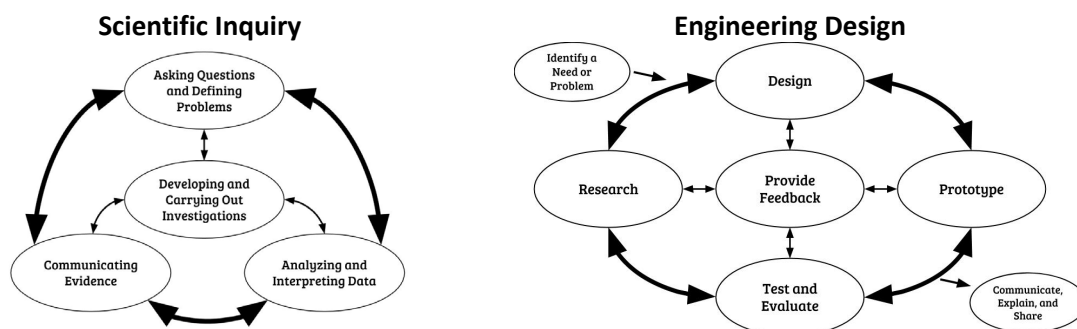 Scientific Inquiry
Asking Questions
and Defining
Problems
Developing and
Carrying Out
Investigations
Communicating
Evidence
Analyzing and
Interpreting Data
Engineering Design
Identify a
Need or
Problem
Design
Research
Provide
Feedback
Prototype
Test and
Evaluate
Communicate,
Explain, and
Share